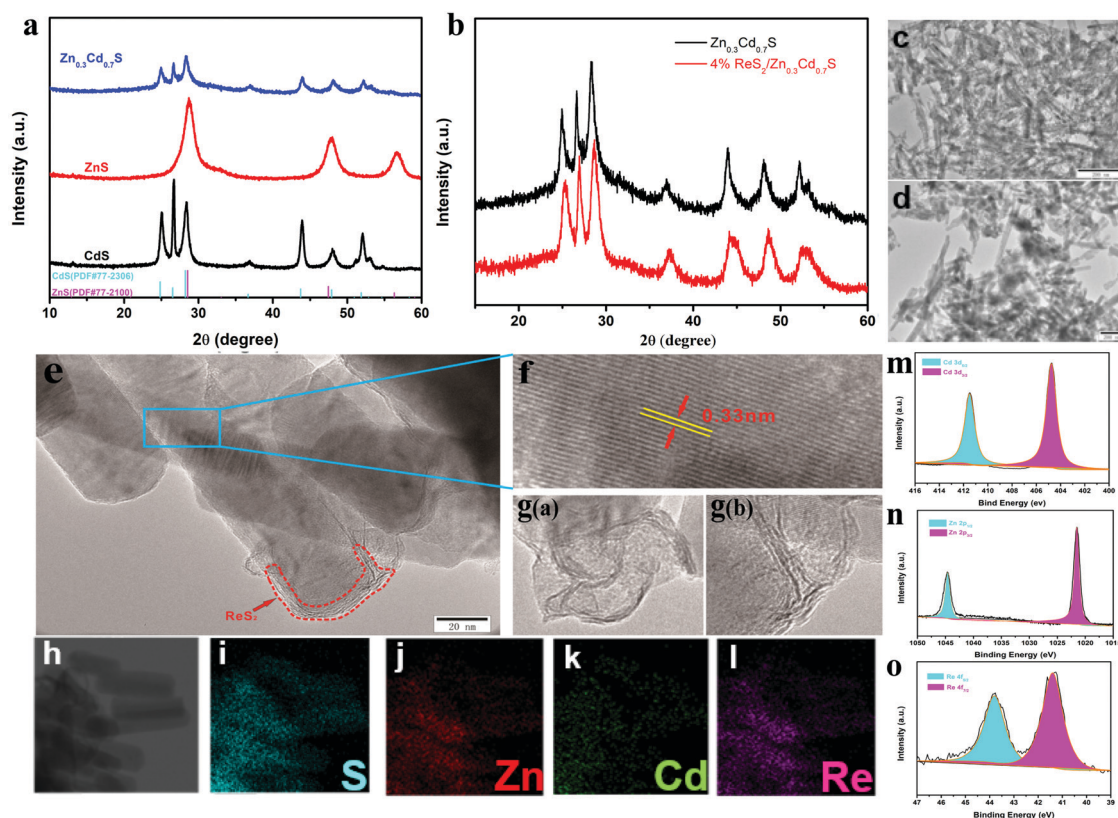 a
Zn0.3Cd0.7S
ZnS
CdS
CdS(PDF#77-2306)
ZnS(PDF#77-2100)
Intensity (a.u.)
10 20 30 40 50 60
2θ (degree)
b
Zn0.3Cd0.7S
4% ReS2/Zn0.3Cd0.7S
Intensity (a.u.)
20 30 40 50 60
2θ (degree)
c
d
e
ReS2
20 nm
f
0.33nm
g(a)
g(b)
h
i
S
j
Zn
k
Cd
l
Re
m
Cd 3d3/2
Cd 3d5/2
Intensity (a.u.)
416 414 412 410 408 406 404 402 400
Bind Energy (ev)
n
Zn 2p1/2
Zn 2p3/2
Intensity (a.u.)
1050 1045 1040 1035 1030 1025 1020 1015
Binding Energy (eV)
o
Re 4f5/2
Re 4f7/2
Intensity (a.u.)
47 46 45 44 43 42 41 40 39
Binding Energy (eV)